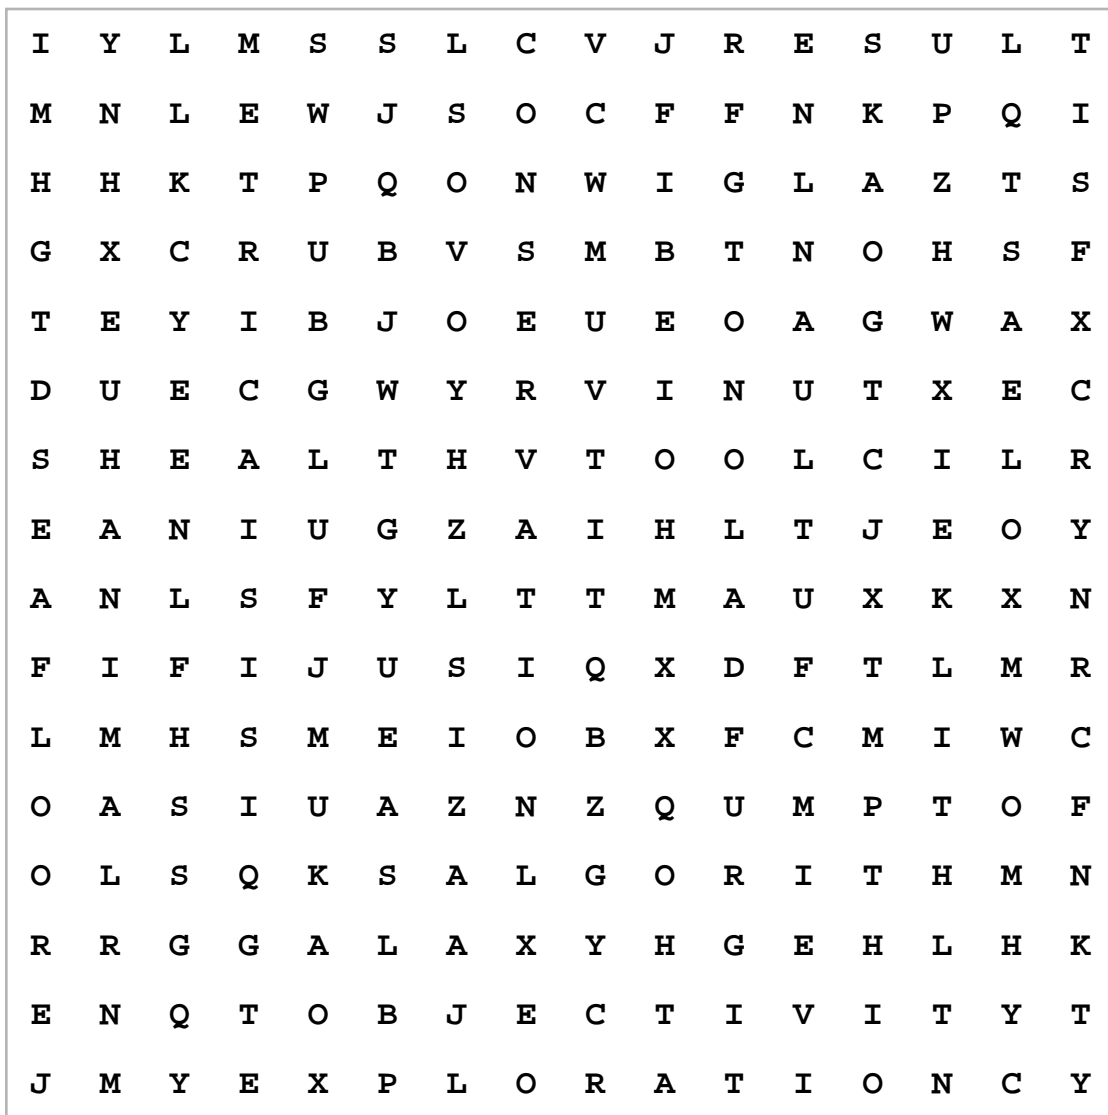 I Y L M S S L C V J R E S U L T
M N L E W J S O C F F N K P Q I
H H K T P Q O N W I G L A Z T S
G X C R U B V S M B T N O H S F
T E Y I B J O E U E O A G W A X
D U E C G W Y R V I N U T X E C
S H E A L T H V T O O L C I L R
E A N I U G Z A I H L T J E O Y
A N L S F Y L T T M A U X K X N
F I F I J U S I Q X D F T L M R
L M H S M E I O B X F C M I W C
O A S I U A Z N Z Q U M P T O F
O L S Q K S A L G O R I T H M N
R R G G A L A X Y H G E H L H K
E N Q T O B J E C T I V I T Y T
J M Y E X P L O R A T I O N C Y